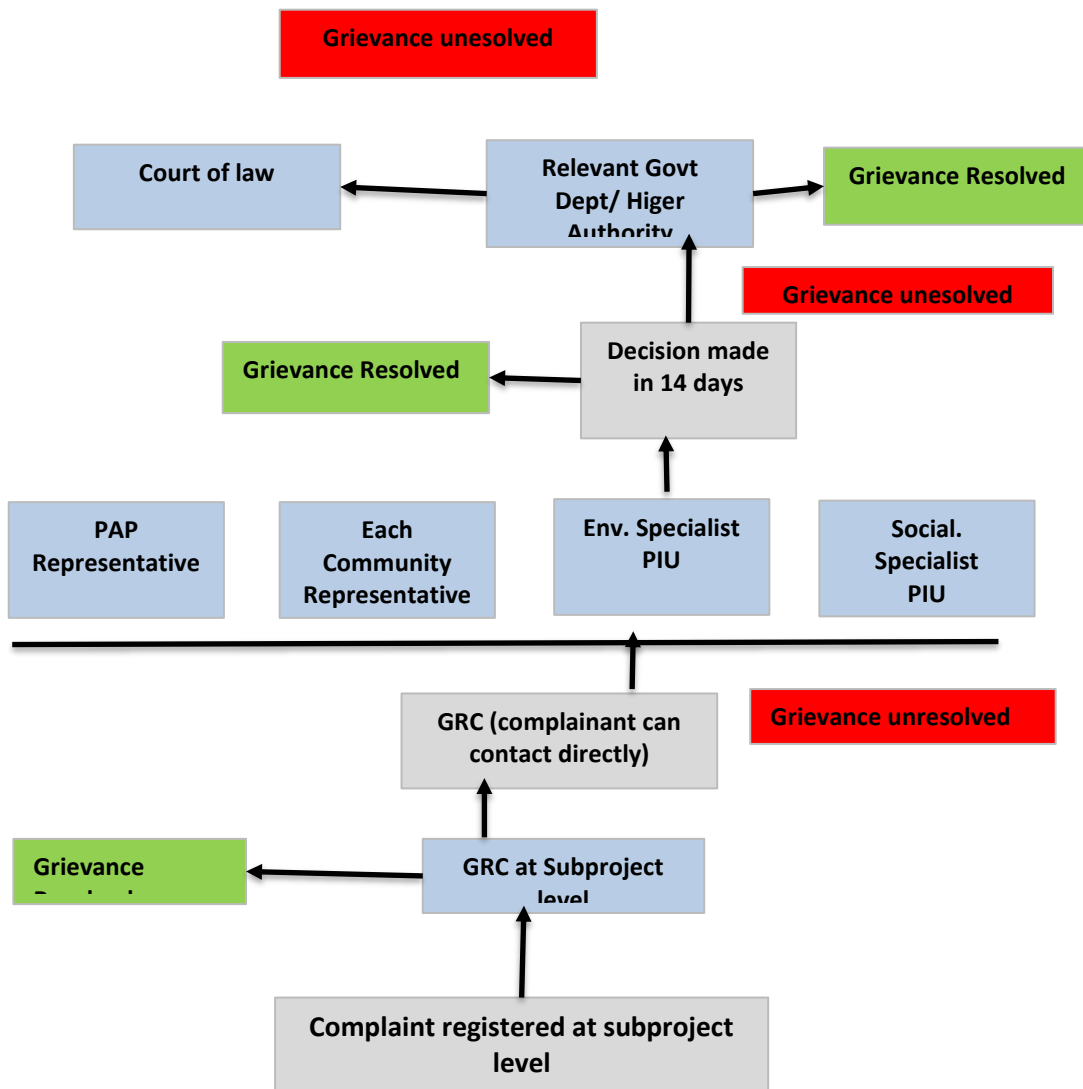 Grievance unesolved
Court of law
Relevant Govt
Dept/ Higer
Authority
Grievance Resolved
Grievance unesolved
Decision made
in 14 days
Grievance Resolved
PAP
Representative
Each
Community
Representative
Env. Specialist
PIU
Social.
Specialist
PIU
GRC (complainant can
contact directly)
Grievance unresolved
Grievance
GRC at Subproject
level
Complaint registered at subproject
level